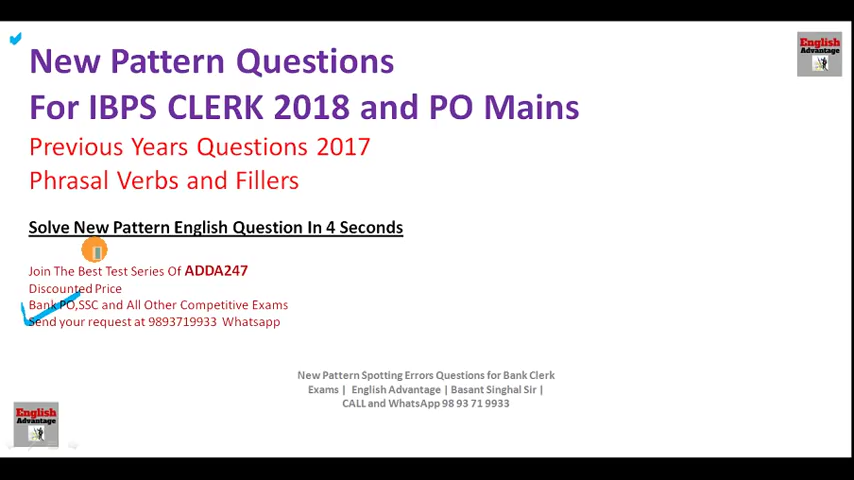 New Pattern Questions
For IBPS CLERK 2018 and PO Mains
Previous Years Questions 2017
Phrasal Verbs and Fillers
Solve New Pattern English Question In 4 Seconds
Join The Best Test Series Of ADDA247
Discounted Price
Bank PO,SSC and All Other Competitive Exams
Send your request at 9893719933 Whatsapp
New Pattern Spotting Errors Questions for Bank Clerk
Exams | English Advantage | Basant Singhal Sir |
CALL and WhatsApp 98 93 71 9933
English
Advantage
English
Advantage